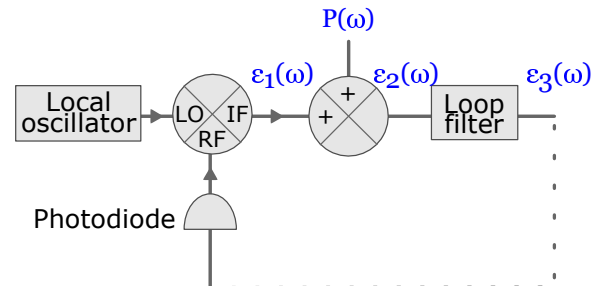 P(ω)
ε1(ω)
ε2(ω)
ε3(ω)
Local
oscillator
LO
IF
RF
+
+
Loop
filter
Photodiode